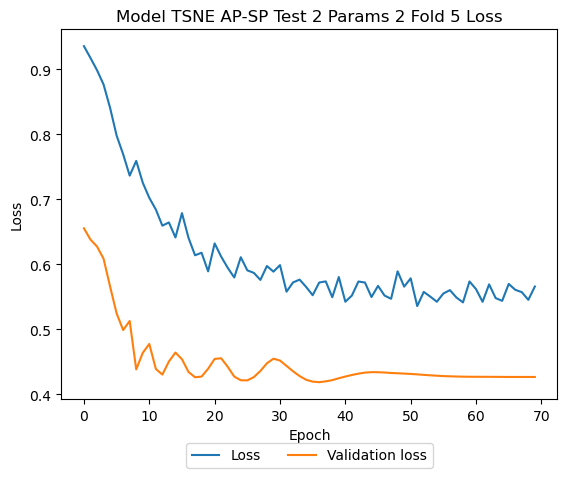 Model TSNE AP-SP Test 2 Params 2 Fold 5 Loss
0.9
0.8
0.7
0.6
0.5
0.4
Loss
0 10 20 30 40 50 60 70
Epoch
Loss Validation loss